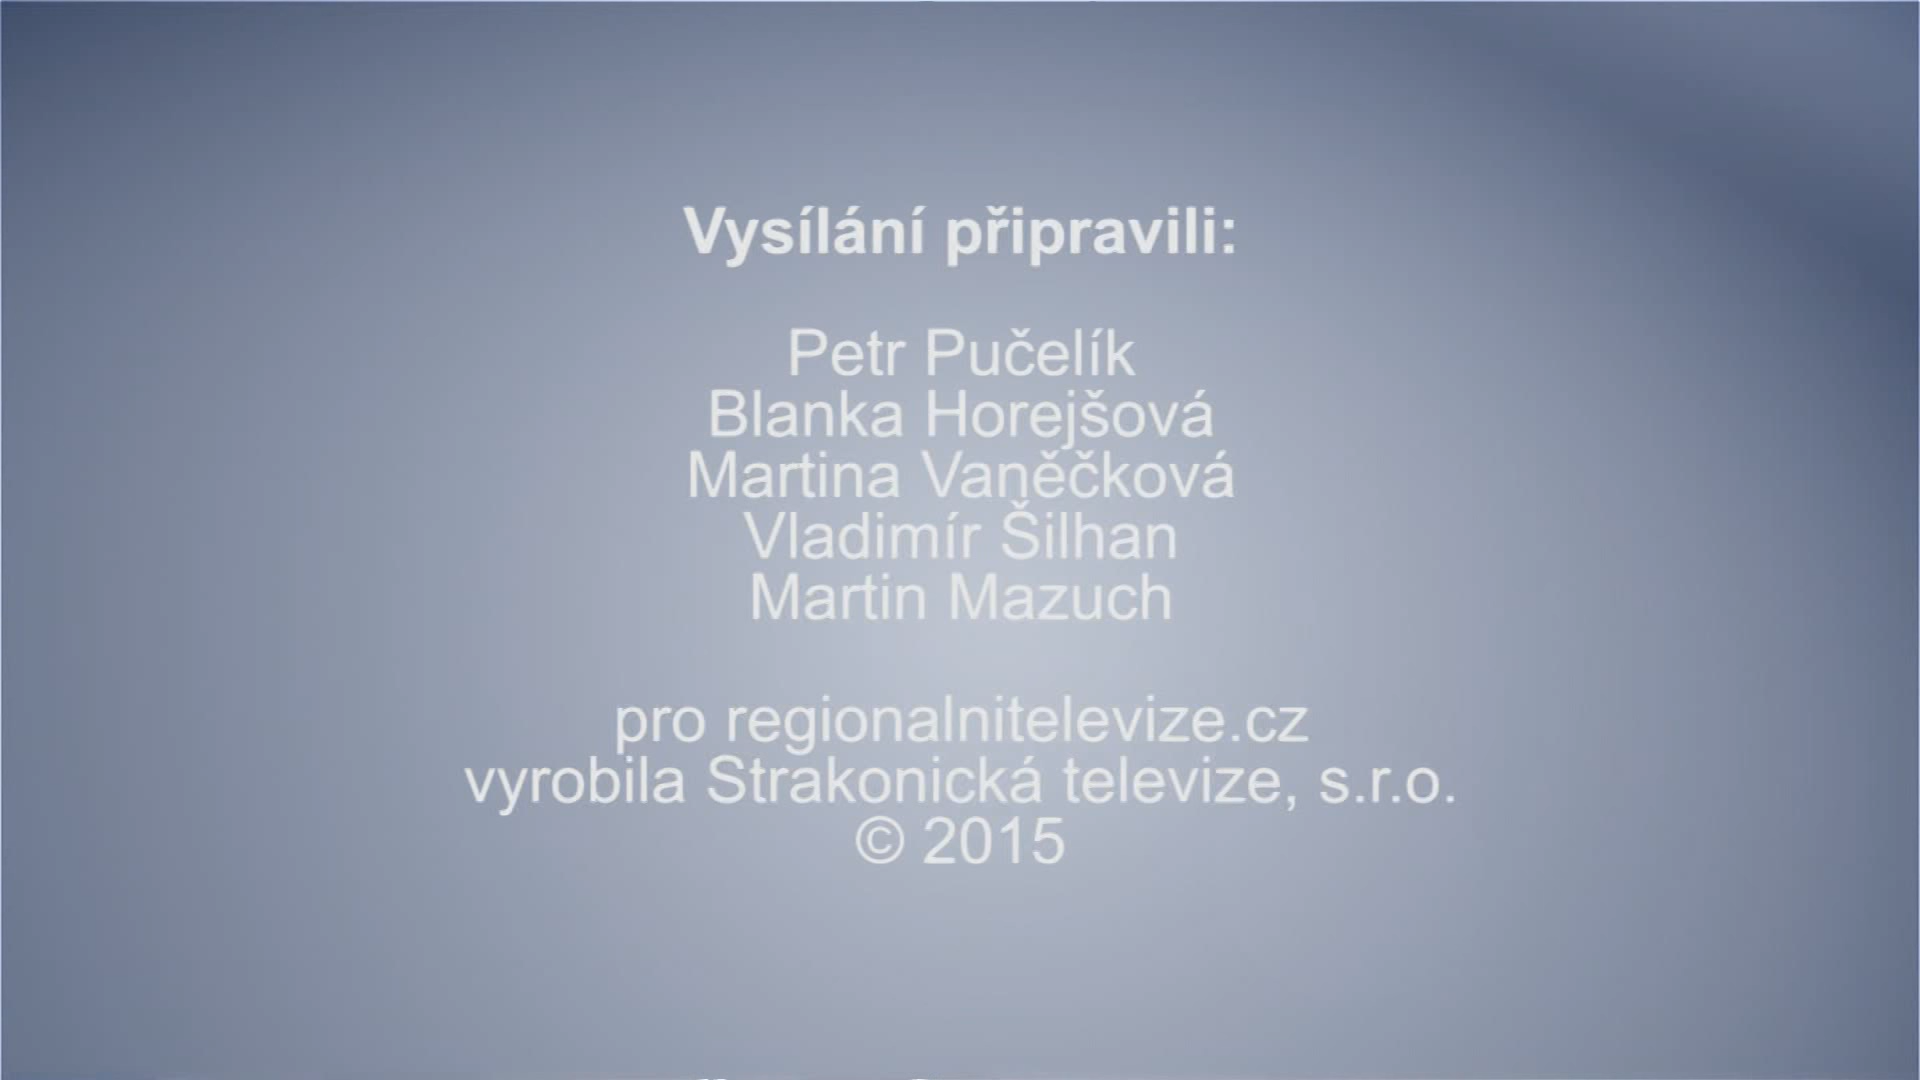 Vysílání připravili:
Petr Pučelík
Blanka Horejšová
Martina Vaněčková
Vladimír Šilhan
Martin Mazuch
pro regionalnitelevize.cz
vyrobila Strakonická televize, s.r.o.
© 2015